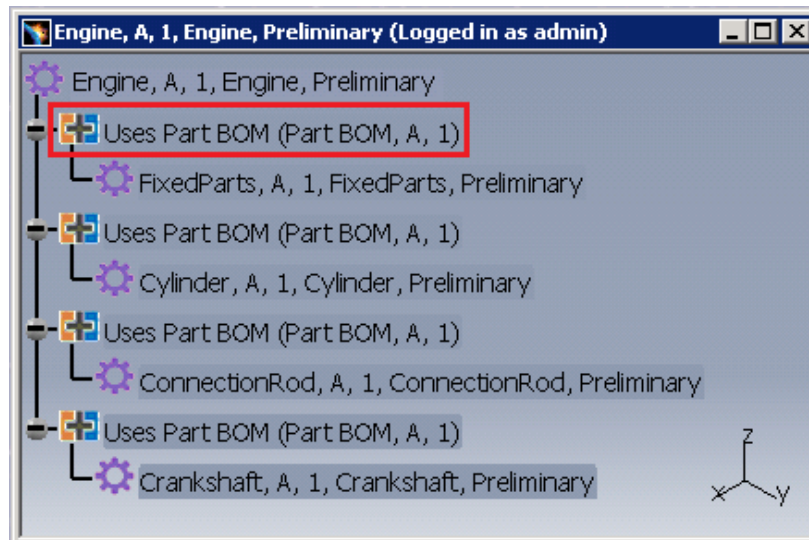 Engine, A, 1, Engine, Preliminary (Logged in as admin)
Engine, A, 1, Engine, Preliminary
Uses Part BOM (Part BOM, A, 1)
FixedParts, A, 1, FixedParts, Preliminary
Uses Part BOM (Part BOM, A, 1)
Cylinder, A, 1, Cylinder, Preliminary
Uses Part BOM (Part BOM, A, 1)
ConnectionRod, A, 1, ConnectionRod, Preliminary
Uses Part BOM (Part BOM, A, 1)
Crankshaft, A, 1, Crankshaft, Preliminary
z
x
y